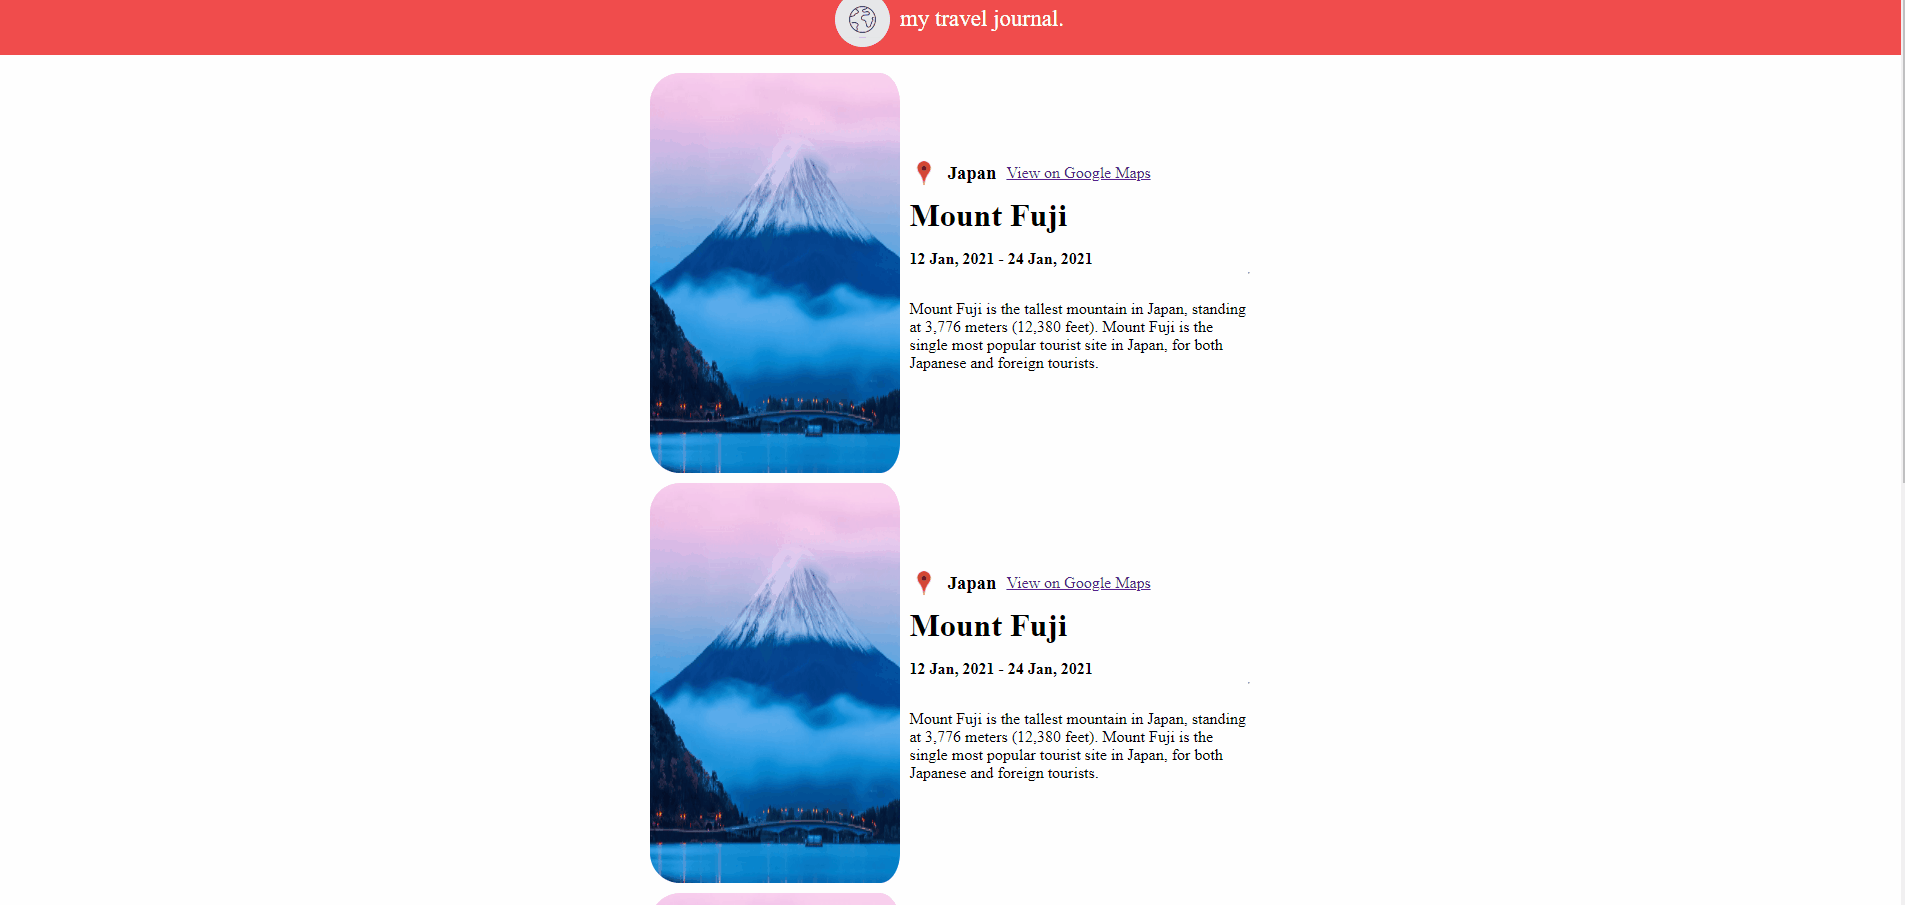 my travel journal.
Japan View on Google Maps
Mount Fuji
12 Jan, 2021 - 24 Jan, 2021
Mount Fuji is the tallest mountain in Japan, standing
at 3,776 meters (12,380 feet). Mount Fuji is the
single most popular tourist site in Japan, for both
Japanese and foreign tourists.
Japan View on Google Maps
Mount Fuji
12 Jan, 2021 - 24 Jan, 2021
Mount Fuji is the tallest mountain in Japan, standing
at 3,776 meters (12,380 feet). Mount Fuji is the
single most popular tourist site in Japan, for both
Japanese and foreign tourists.